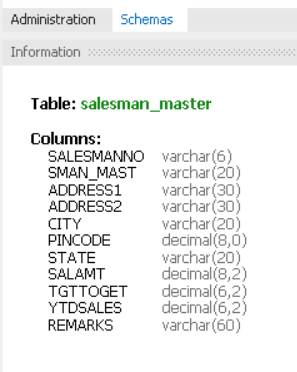 Administration Schemas
Information
Table: salesman_master
Columns:
SALESMANNO varchar(6)
SMAN_MAST varchar(20)
ADDRESS1 varchar(30)
ADDRESS2 varchar(30)
CITY varchar(20)
PINCODE decimal(8,0)
STATE varchar(20)
SALAMT decimal(8,2)
TGTTOGET decimal(6,2)
YTDSALES decimal(6,2)
REMARKS varchar(60)